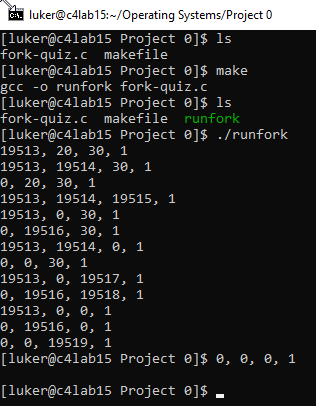 luker@c4lab15:~/Operating Systems/Project 0
[luker@c4lab15 Project 0]$ ls
fork-quiz.c  makefile
[luker@c4lab15 Project 0]$ make
gcc -o runfork fork-quiz.c
[luker@c4lab15 Project 0]$ ls
fork-quiz.c  makefile  runfork
[luker@c4lab15 Project 0]$ ./runfork
19513, 20, 30, 1
19513, 19514, 30, 1
0, 20, 30, 1
19513, 19514, 19515, 1
19513, 0, 30, 1
0, 19516, 30, 1
19513, 19514, 0, 1
0, 0, 30, 1
19513, 0, 19517, 1
0, 19516, 19518, 1
19513, 0, 0, 1
0, 19516, 0, 1
0, 0, 19519, 1
[luker@c4lab15 Project 0]$ 0, 0, 0, 1
[luker@c4lab15 Project 0]$